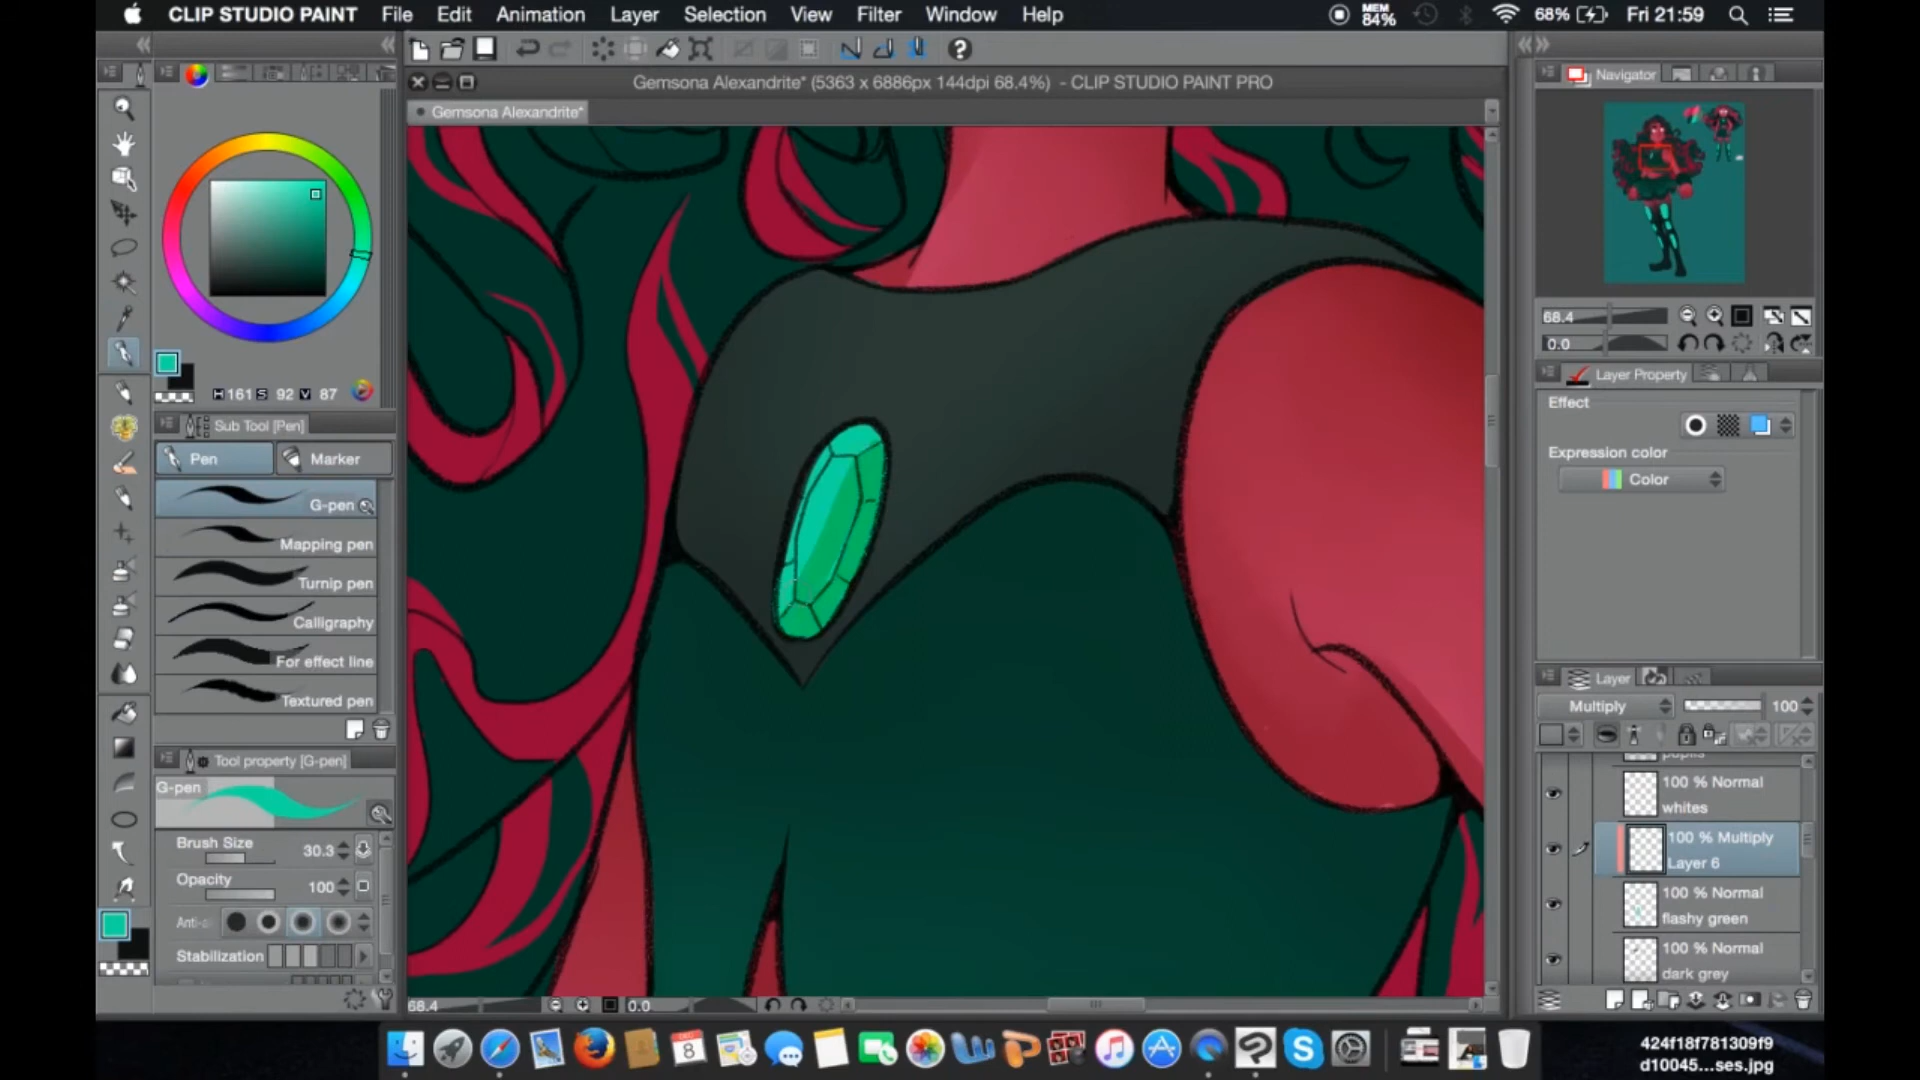 CLIP STUDIO PAINT File Edit Animation Layer Selection View Filter Window Help MEM 84% 68% Fri 21:59
Gemsona Alexandrite* (5363 x 6886px 144dpi 68.4%) - CLIP STUDIO PAINT PRO
Gemsona Alexandrite*
H 161 S 92 V 87
Sub Tool [Pen]
Pen Marker
G-pen
Mapping pen
Turnip pen
Calligraphy
For effect line
Textured pen
Tool property [G-pen]
G-pen
Brush Size 30.3
Opacity 100
Anti-a
Stabilization
68.4 0.0
Navigator
68.4
0.0
Layer Property
Effect
Expression color
Color
Layer
Multiply 100
100 % Normal
whites
100 % Multiply
Layer 6
100 % Normal
flashy green
100 % Normal
dark grey
8
424f18f781309f9
d10045...ses.jpg